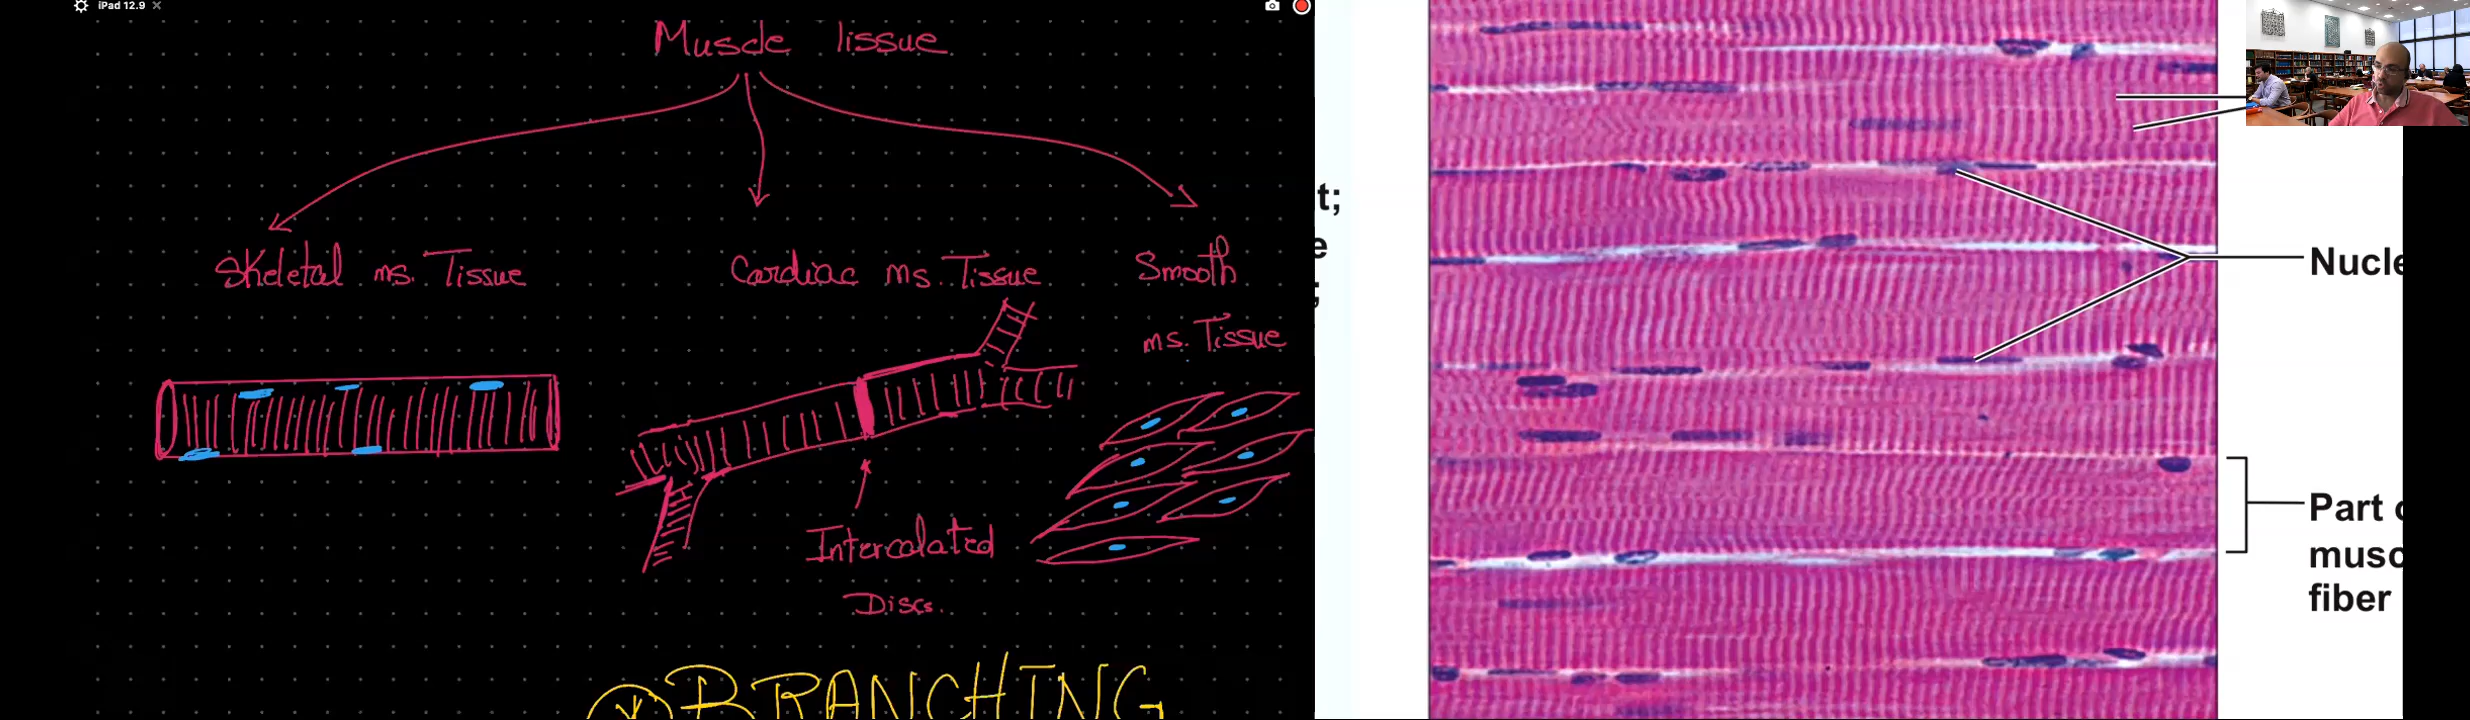 iPad 12.9
Muscle Tissue
Skeletal ms. Tissue
Cardiac ms. Tissue
Smooth
ms. Tissue
Intercalated
Discs.
BRANCHING
t;
e
;
Nucle
Part o
musc
fiber